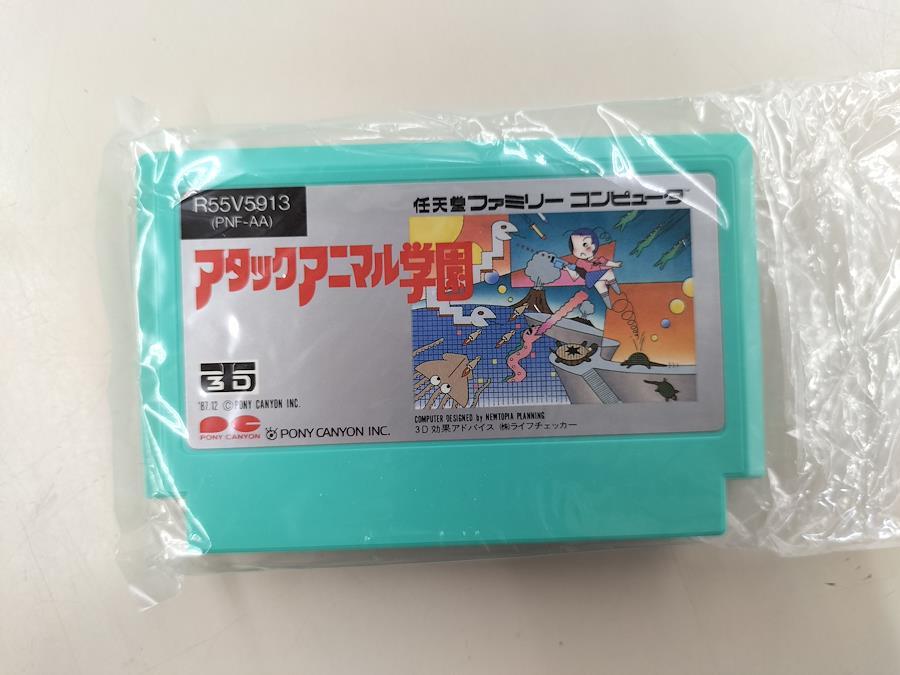 R55V5913
(PNF-AA)
任天堂 ファミリー コンピュータ™
アタックアニマル学園
3D
'87.12 © PONY CANYON INC.
PC
PONY CANYON
PONY CANYON INC.
COMPUTER DESIGNED by NEWTOPIA PLANNING
3D効果アドバイス (株)ライフチェッカー